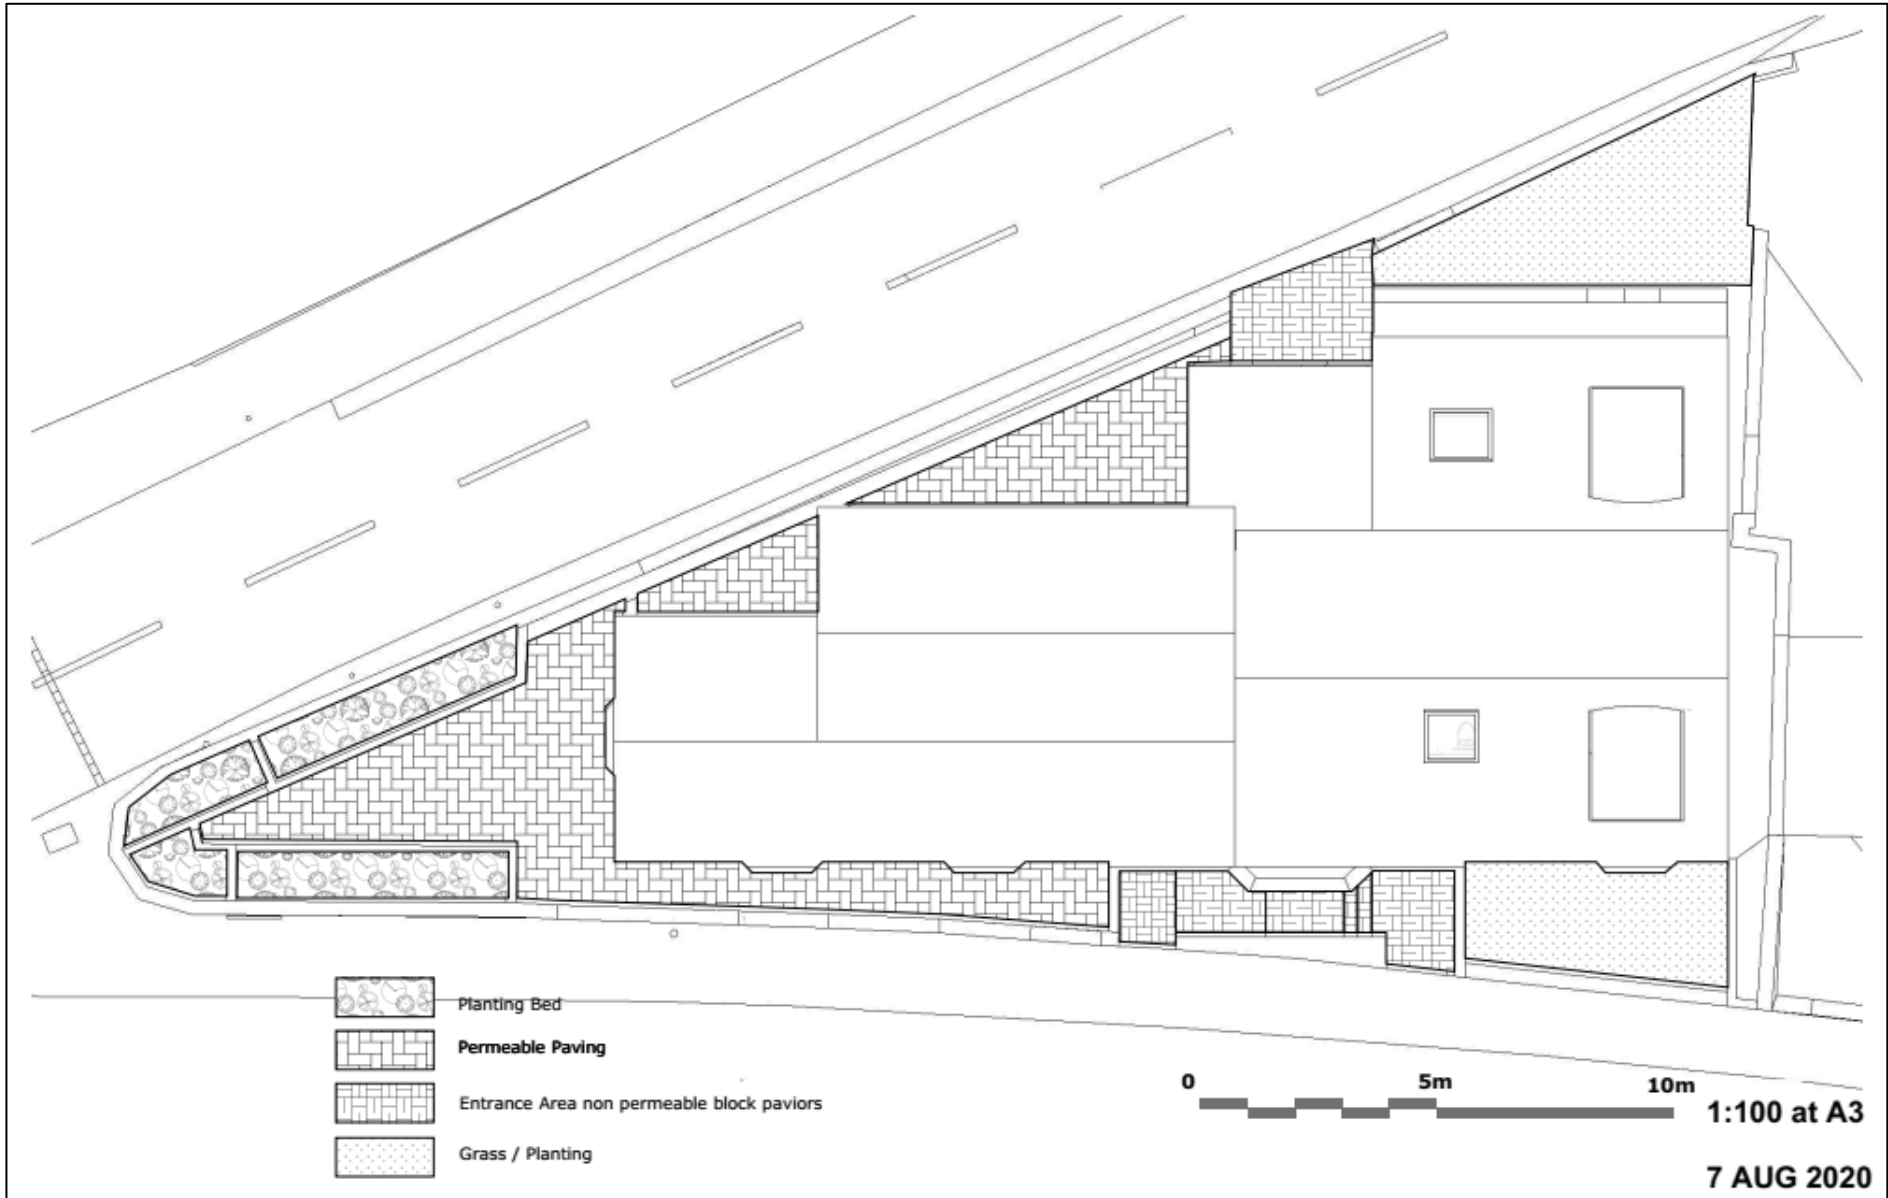 Planting Bed
Permeable Paving
Entrance Area non permeable block paviors
Grass / Planting
0 5m 10m
1:100 at A3
7 AUG 2020